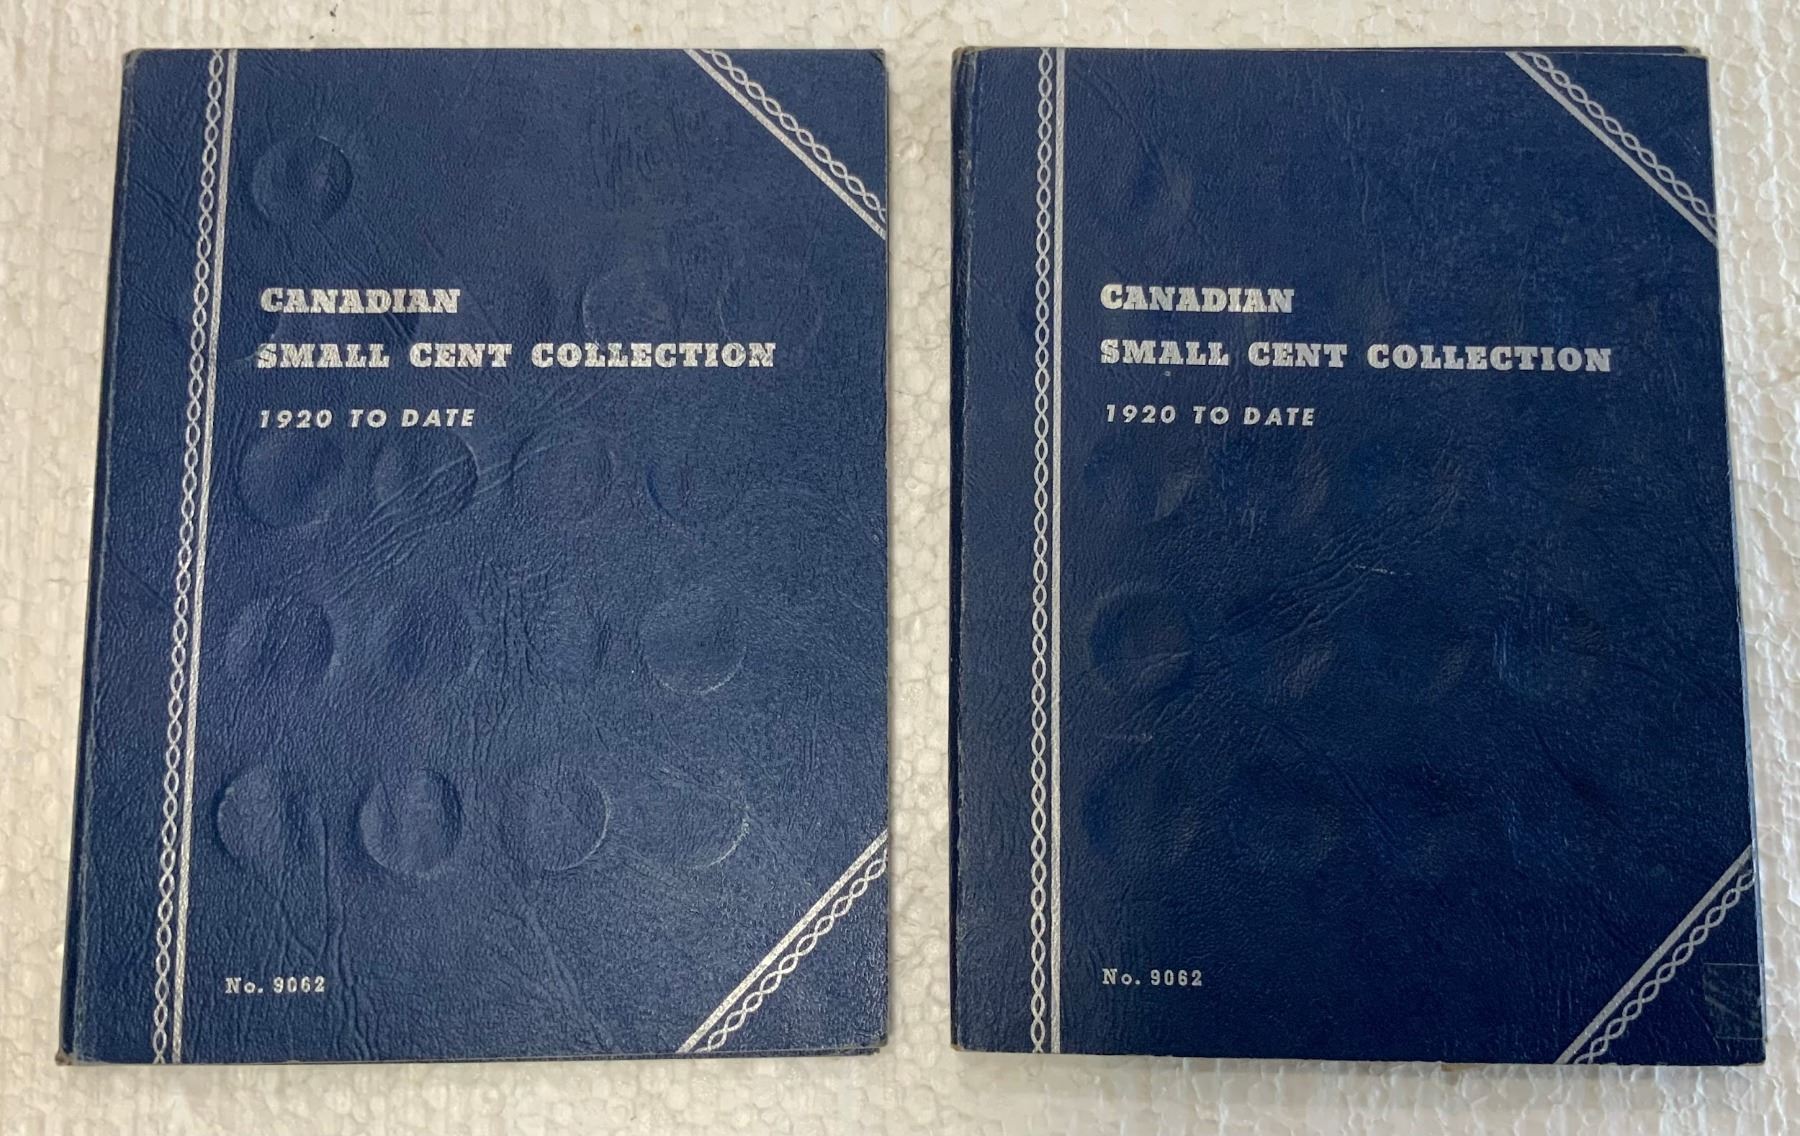 CANADIAN
SMALL CENT COLLECTION
1920 TO DATE
No. 9062
CANADIAN
SMALL CENT COLLECTION
1920 TO DATE
No. 9062